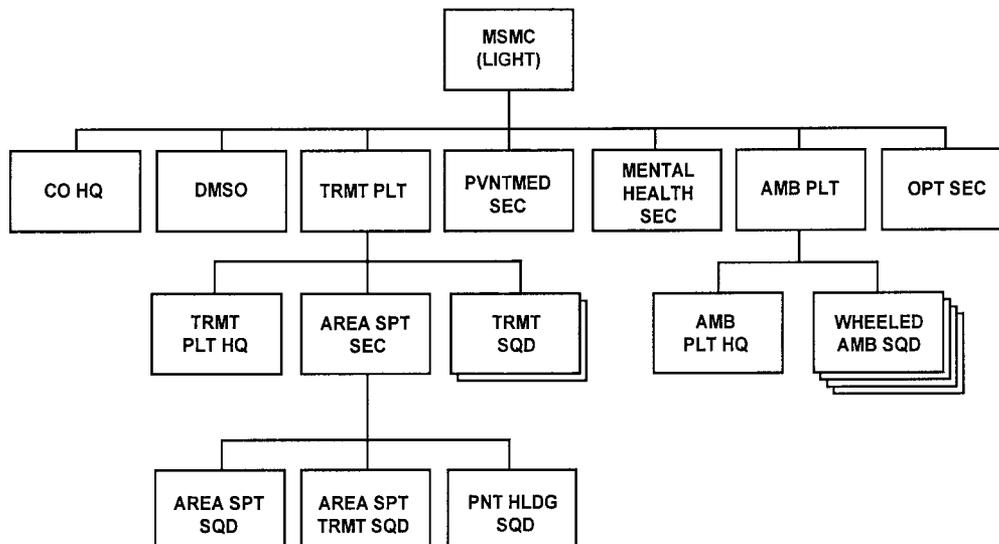 MSMC
(LIGHT)
CO HQ
DMSO
TRMT PLT
PVNTMED
SEC
MENTAL
HEALTH
SEC
AMB PLT
OPT SEC
TRMT
PLT HQ
AREA SPT
SEC
TRMT
SQD
AMB
PLT HQ
WHEELED
AMB SQD
AREA SPT
SQD
AREA SPT
TRMT SQD
PNT HLDG
SQD